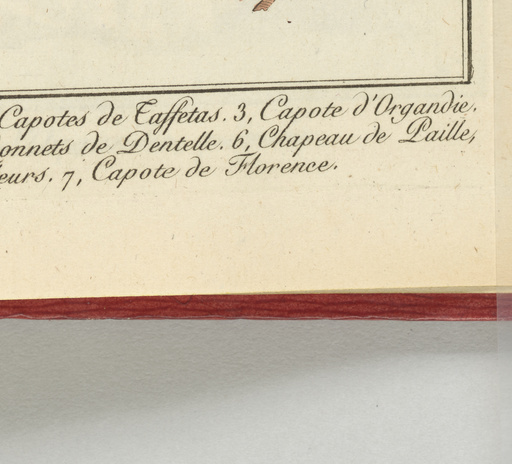 Capotes de Taffetas. 3, Capote d'Organdie.
onnets de Dentelle. 6, Chapeau de Paille,
eurs. 7, Capote de Florence.